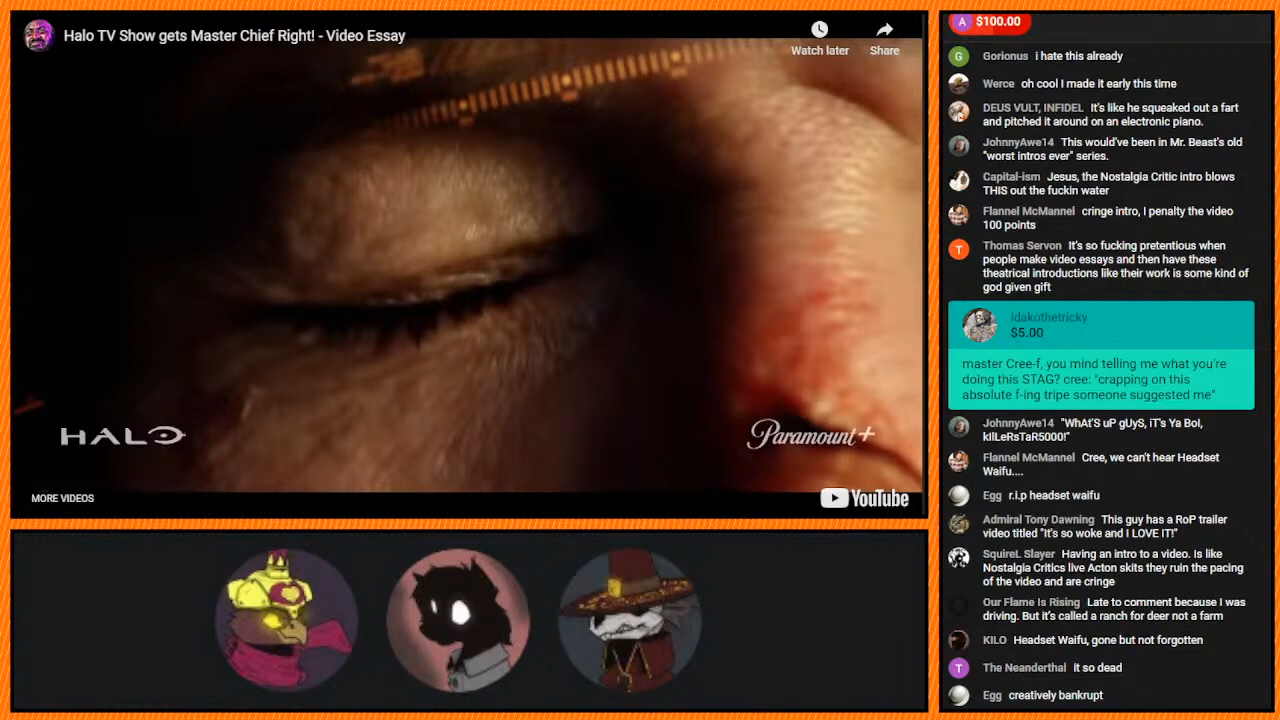 Halo TV Show gets Master Chief Right! - Video Essay
Watch later
Share
HALO
Paramount+
MORE VIDEOS
YouTube
A $100.00
G Gorionus i hate this already
Werce oh cool I made it early this time
DEUS VULT, INFIDEL It's like he squeaked out a fart
and pitched it around on an electronic piano.
JohnnyAwe14 This would've been in Mr. Beast's old
"worst intros ever" series.
Capital-ism Jesus, the Nostalgia Critic intro blows
THIS out the fuckin water
Flannel McMannel cringe intro, I penalty the video
100 points
T Thomas Servon It's so fucking pretentious when
people make video essays and then have these
theatrical introductions like their work is some kind of
god given gift
idakothetricky
$5.00
master Cree-f, you mind telling me what you're
doing this STAG? cree: "crapping on this
absolute f-ing tripe someone suggested me"
JohnnyAwe14 "WhAt'S uP gUyS, iT's Ya BoI,
kIlLeRsTaR5000!"
Flannel McMannel Cree, we can't hear Headset
Waifu....
Egg r.i.p headset waifu
Admiral Tony Dawning This guy has a RoP trailer
video titled "It's so woke and I LOVE IT!"
SquireL Slayer Having an intro to a video. Is like
Nostalgia Critics live Acton skits they ruin the pacing
of the video and are cringe
Our Flame Is Rising Late to comment because I was
driving. But it's called a ranch for deer not a farm
KILO Headset Waifu, gone but not forgotten
T The Neanderthal it so dead
Egg creatively bankrupt